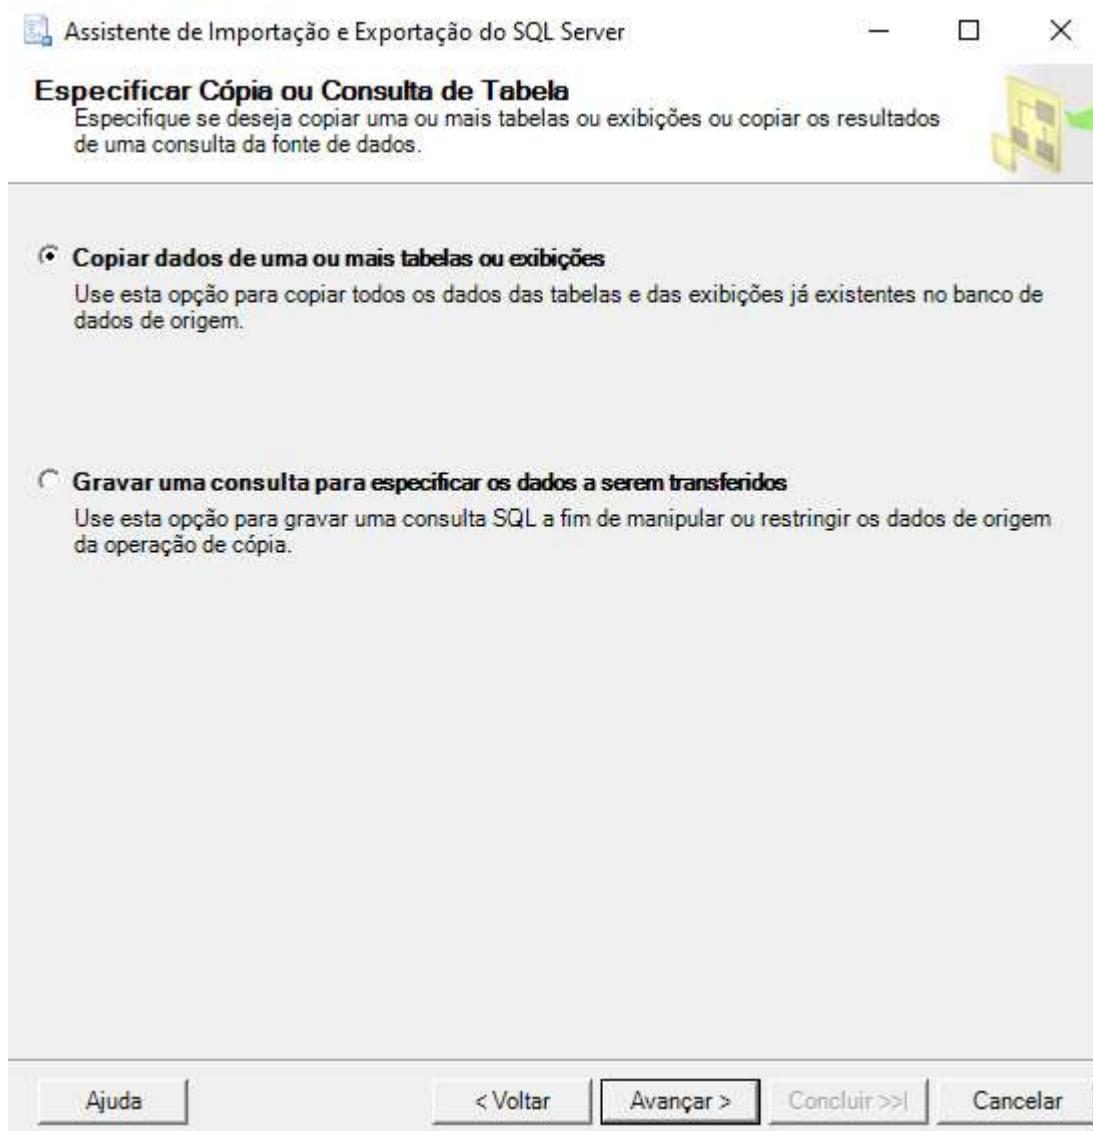 Assistente de Importação e Exportação do SQL Server
Especificar Cópia ou Consulta de Tabela
Especifique se deseja copiar uma ou mais tabelas ou exibições ou copiar os resultados
de uma consulta da fonte de dados.
Copiar dados de uma ou mais tabelas ou exibições
Use esta opção para copiar todos os dados das tabelas e das exibições já existentes no banco de
dados de origem.
Gravar uma consulta para especificar os dados a serem transferidos
Use esta opção para gravar uma consulta SQL a fim de manipular ou restringir os dados de origem
da operação de cópia.
Ajuda < Voltar Avançar > Concluir >>| Cancelar